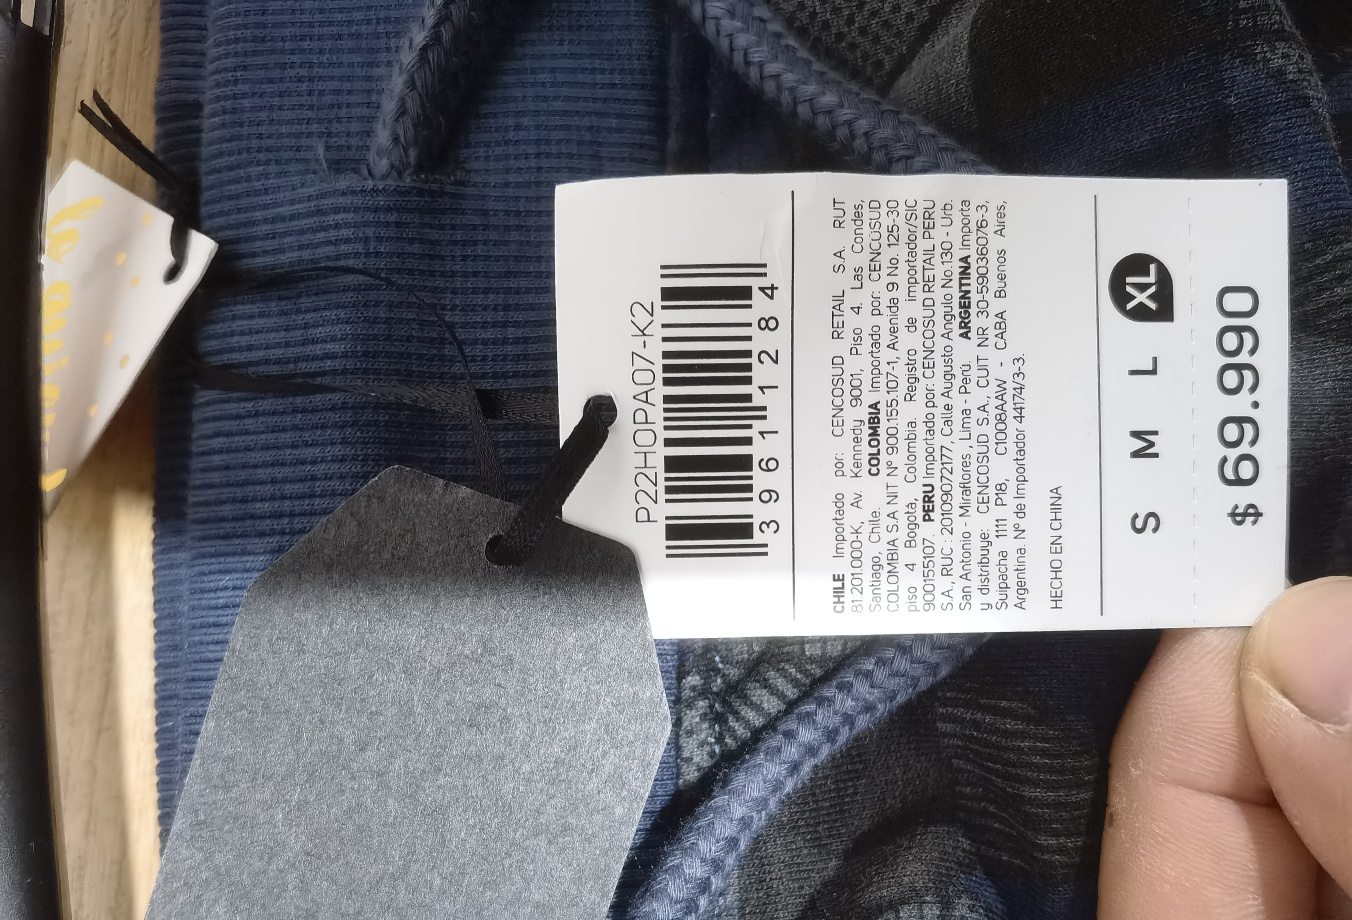 P22HOPA07-K2
39611284
CHILE Importado por: CENCOSUD RETAIL S.A. RUT
81.201.000-K, Av. Kennedy 9001, Piso 4. Las Condes,
Santiago, Chile. COLOMBIA Importado por: CENCOSUD
COLOMBIA S.A NIT Nº 900.155.107-1, Avenida 9 No. 125-30
piso 4 Bogotá, Colombia. Registro de importador/SIC
900155107. PERU Importado por: CENCOSUD RETAIL PERU
S.A., RUC : 20109072177, Calle Augusto Angulo No.130 - Urb.
San Antonio - Miraflores , Lima - Perú. ARGENTINA Importa
y distribuye: CENCOSUD S.A., CUIT NR 30-59036076-3,
Suipacha 1111 P18, C1008AAW - CABA Buenos Aires,
Argentina. Nº de Importador 44174/3-3.
HECHO EN CHINA
S M L XL
$ 69.990